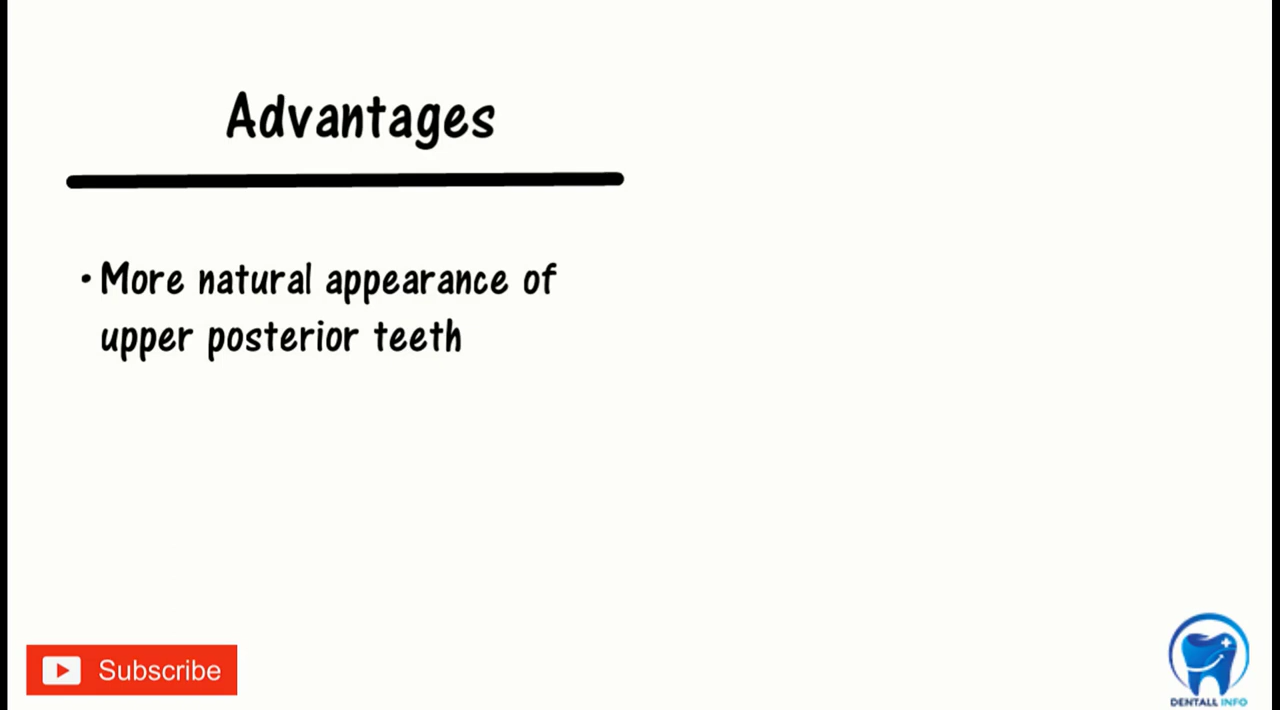 Advantages
• More natural appearance of
upper posterior teeth
Subscribe
DENTALL INFO